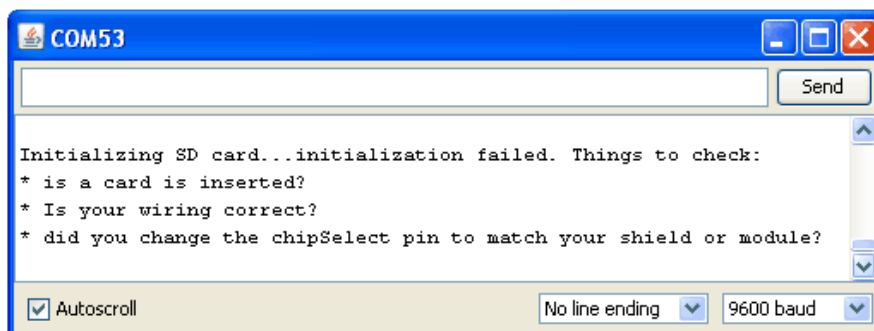 COM53
Send
Initializing SD card...initialization failed. Things to check:
* is a card is inserted?
* Is your wiring correct?
* did you change the chipSelect pin to match your shield or module?
Autoscroll
No line ending
9600 baud